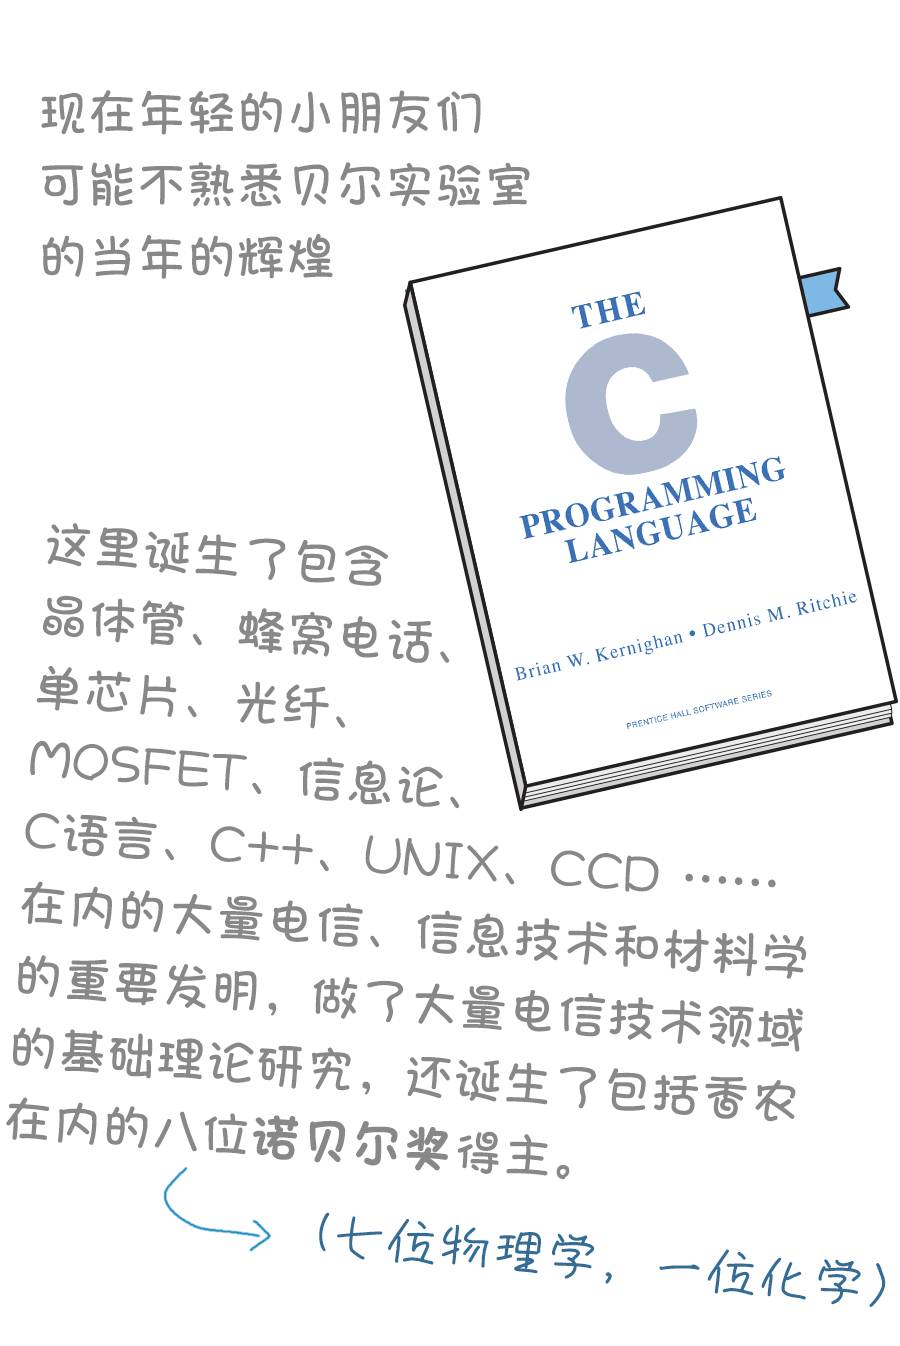 现在年轻的小朋友们
可能不熟悉贝尔实验室
的当年的辉煌
THE
C
PROGRAMMING
LANGUAGE
Brian W. Kernighan • Dennis M. Ritchie
PRENTICE HALL SOFTWARE SERIES
这里诞生了包含
晶体管、蜂窝电话、
单芯片、光纤、
MOSFET、信息论、
C语言、C++、UNIX、CCD ……
在内的大量电信、信息技术和材料学
的重要发明，做了大量电信技术领域
的基础理论研究，还诞生了包括香农
在内的八位诺贝尔奖得主。
（七位物理学，一位化学）